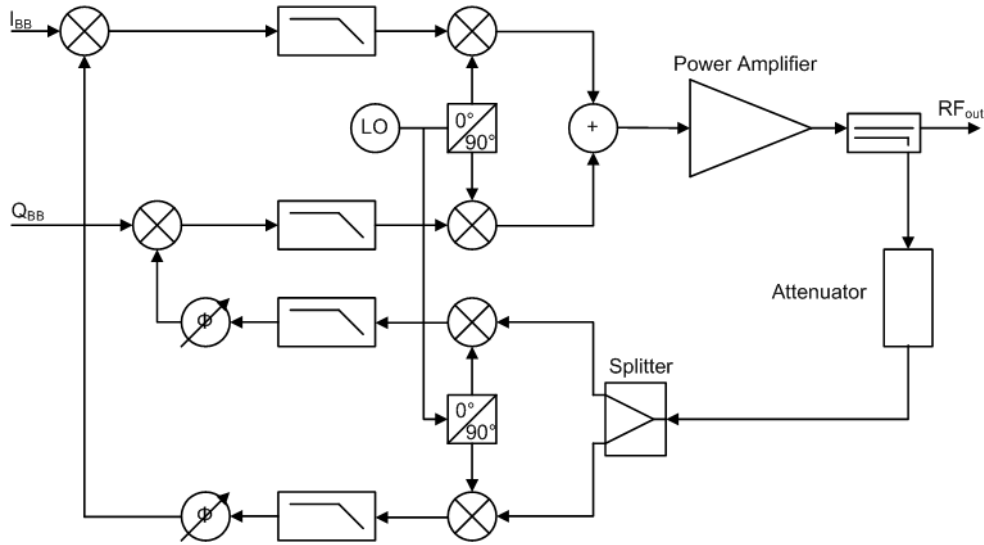 I_BB
Power Amplifier
RF_out
LO
0°
90°
+
Q_BB
Attenuator
Φ
Splitter
0°
90°
Φ